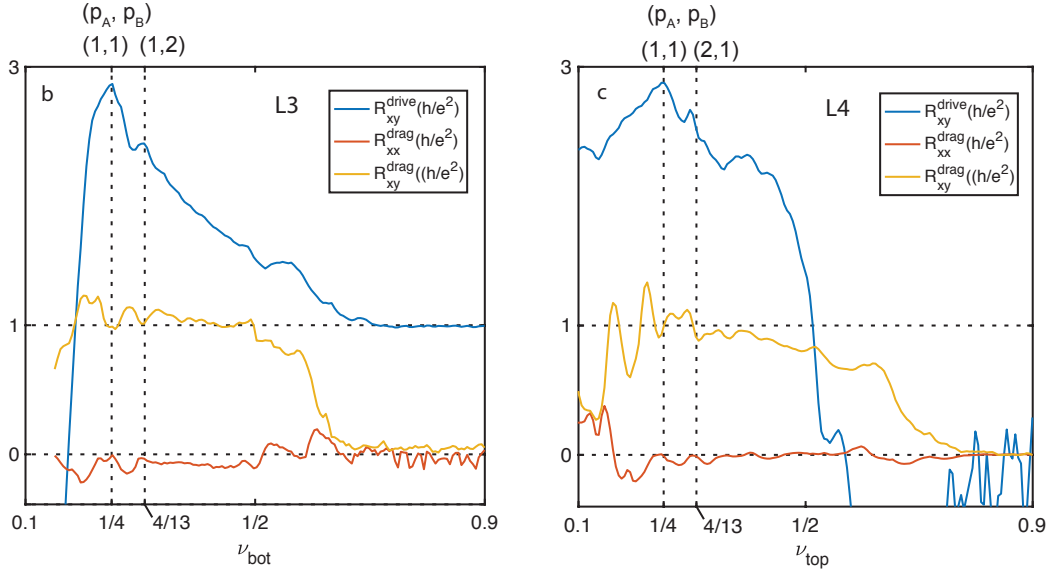 (p_A, p_B)
(1,1) (1,2)
3
b
L3
R_xy^drive(h/e^2)
R_xx^drag(h/e^2)
R_xy^drag((h/e^2)
1
0
0.1 1/4 4/13 1/2 0.9
ν_bot
(p_A, p_B)
(1,1) (2,1)
3
c
L4
R_xy^drive(h/e^2)
R_xx^drag(h/e^2)
R_xy^drag((h/e^2)
1
0
0.1 1/4 4/13 1/2 0.9
ν_top